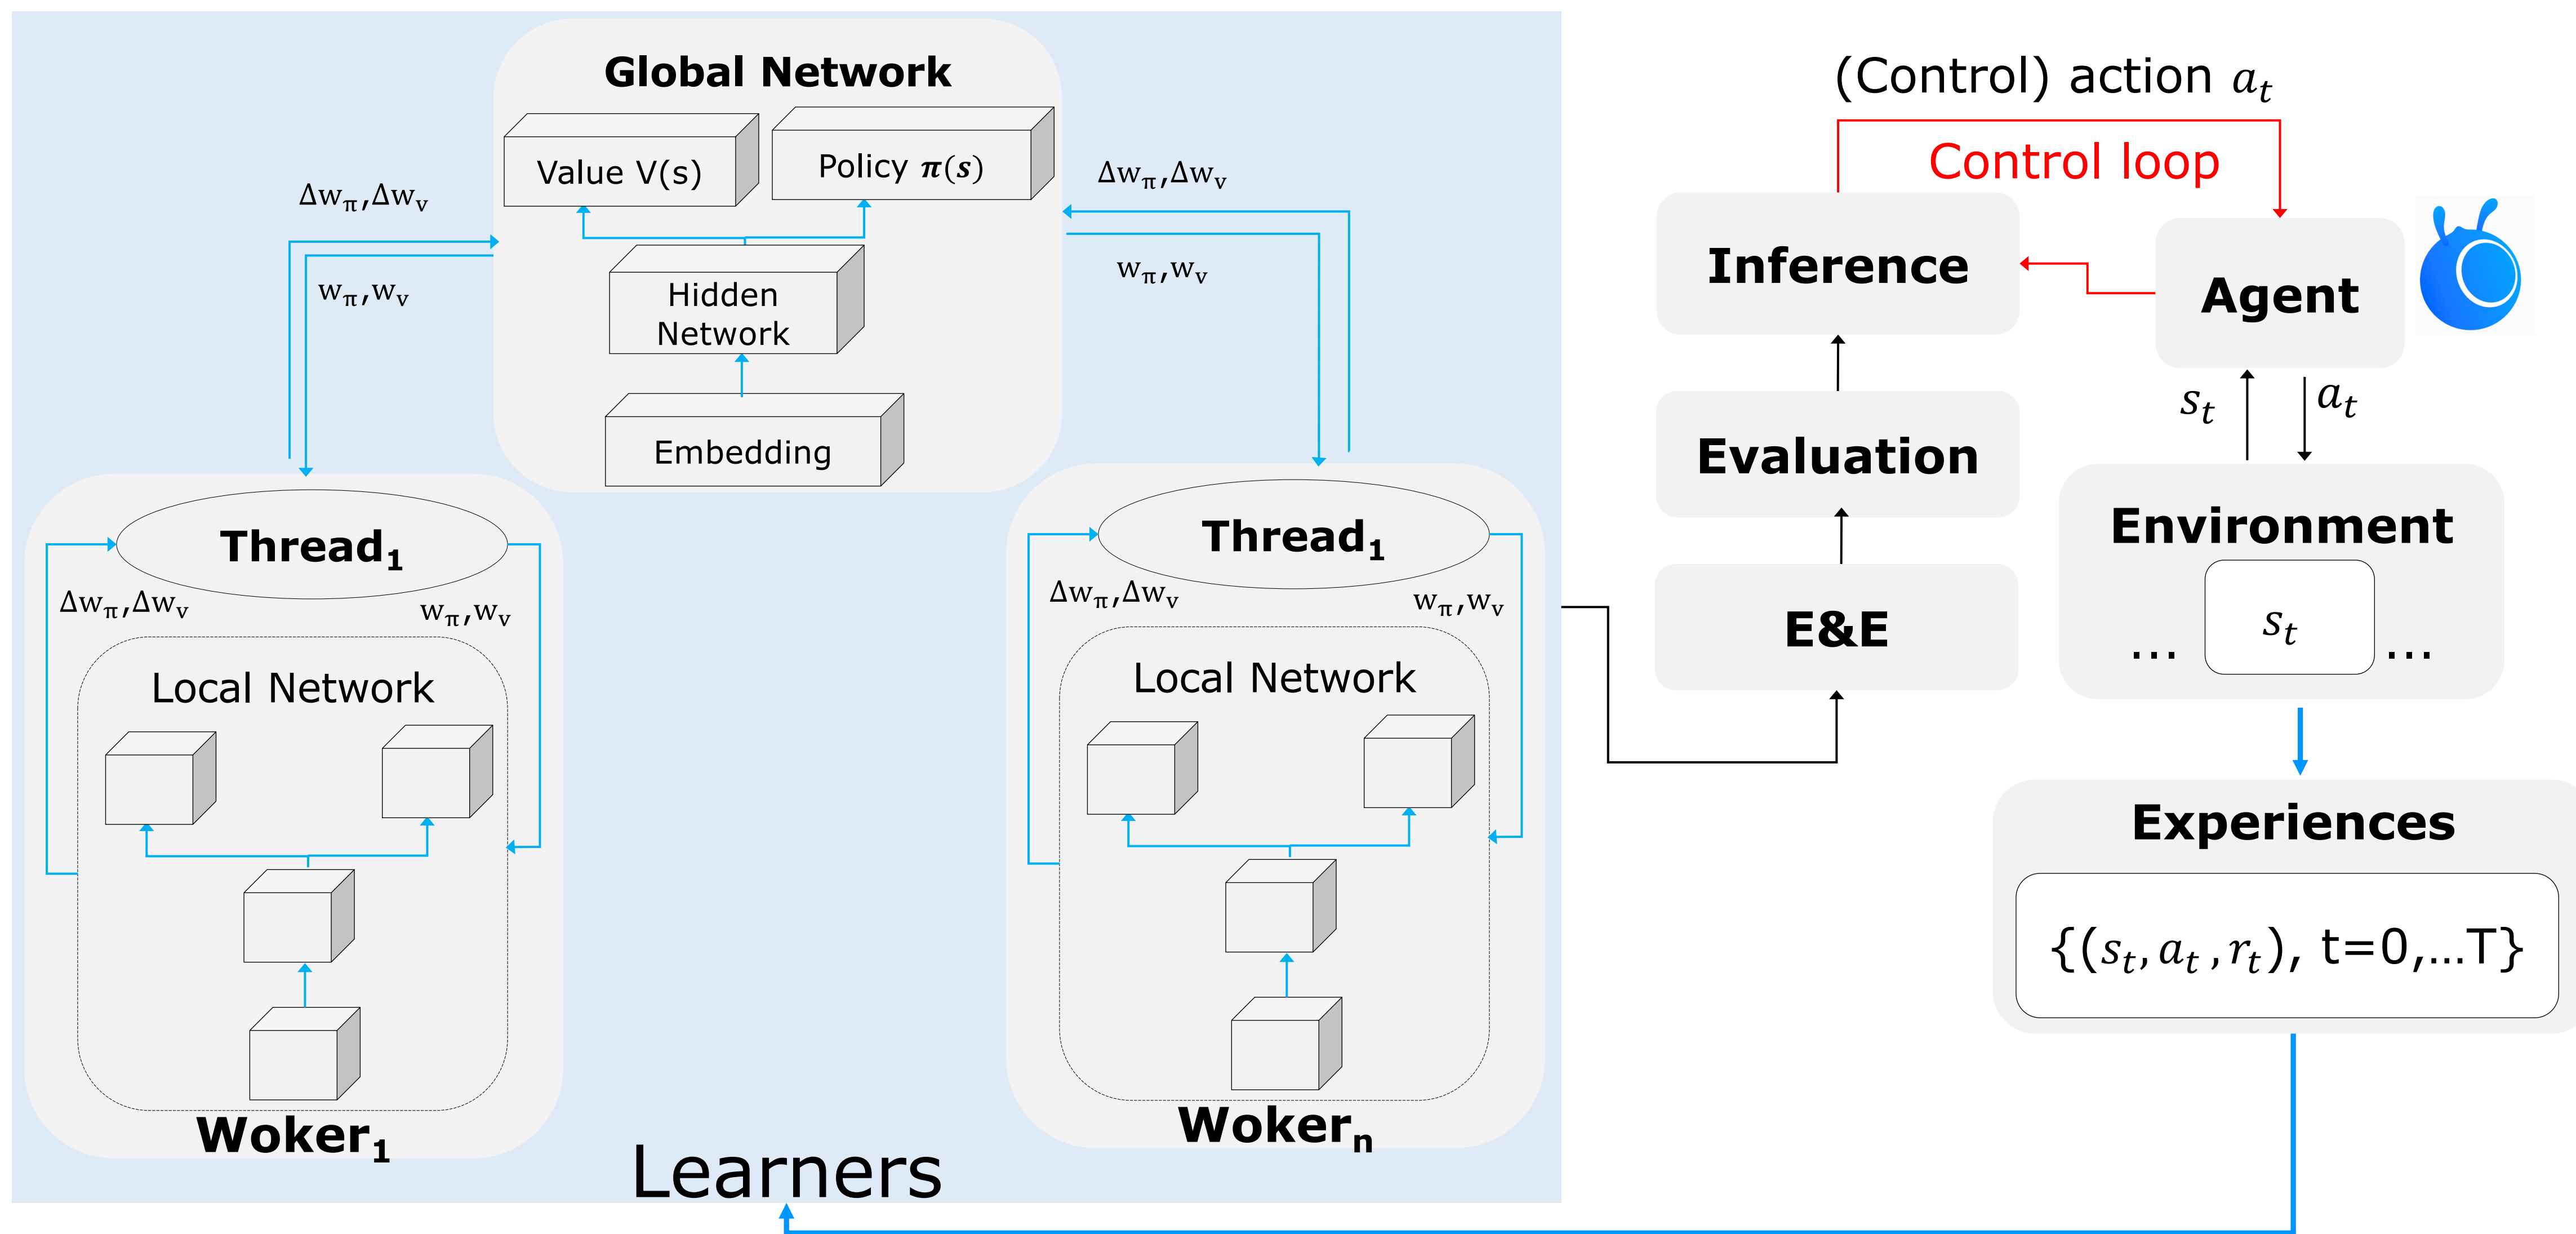 Global Network
Value V(s)
Policy π(s)
Hidden
Network
Embedding
Δwπ,Δwv
wπ,wv
Δwπ,Δwv
wπ,wv
Thread1
Δwπ,Δwv
wπ,wv
Local Network
Woker1
Thread1
Δwπ,Δwv
wπ,wv
Local Network
Wokern
Learners
(Control) action at
Control loop
Inference
Agent
Evaluation
st
at
E&E
Environment
... st ...
Experiences
{(st, at , rt), t=0,...T}